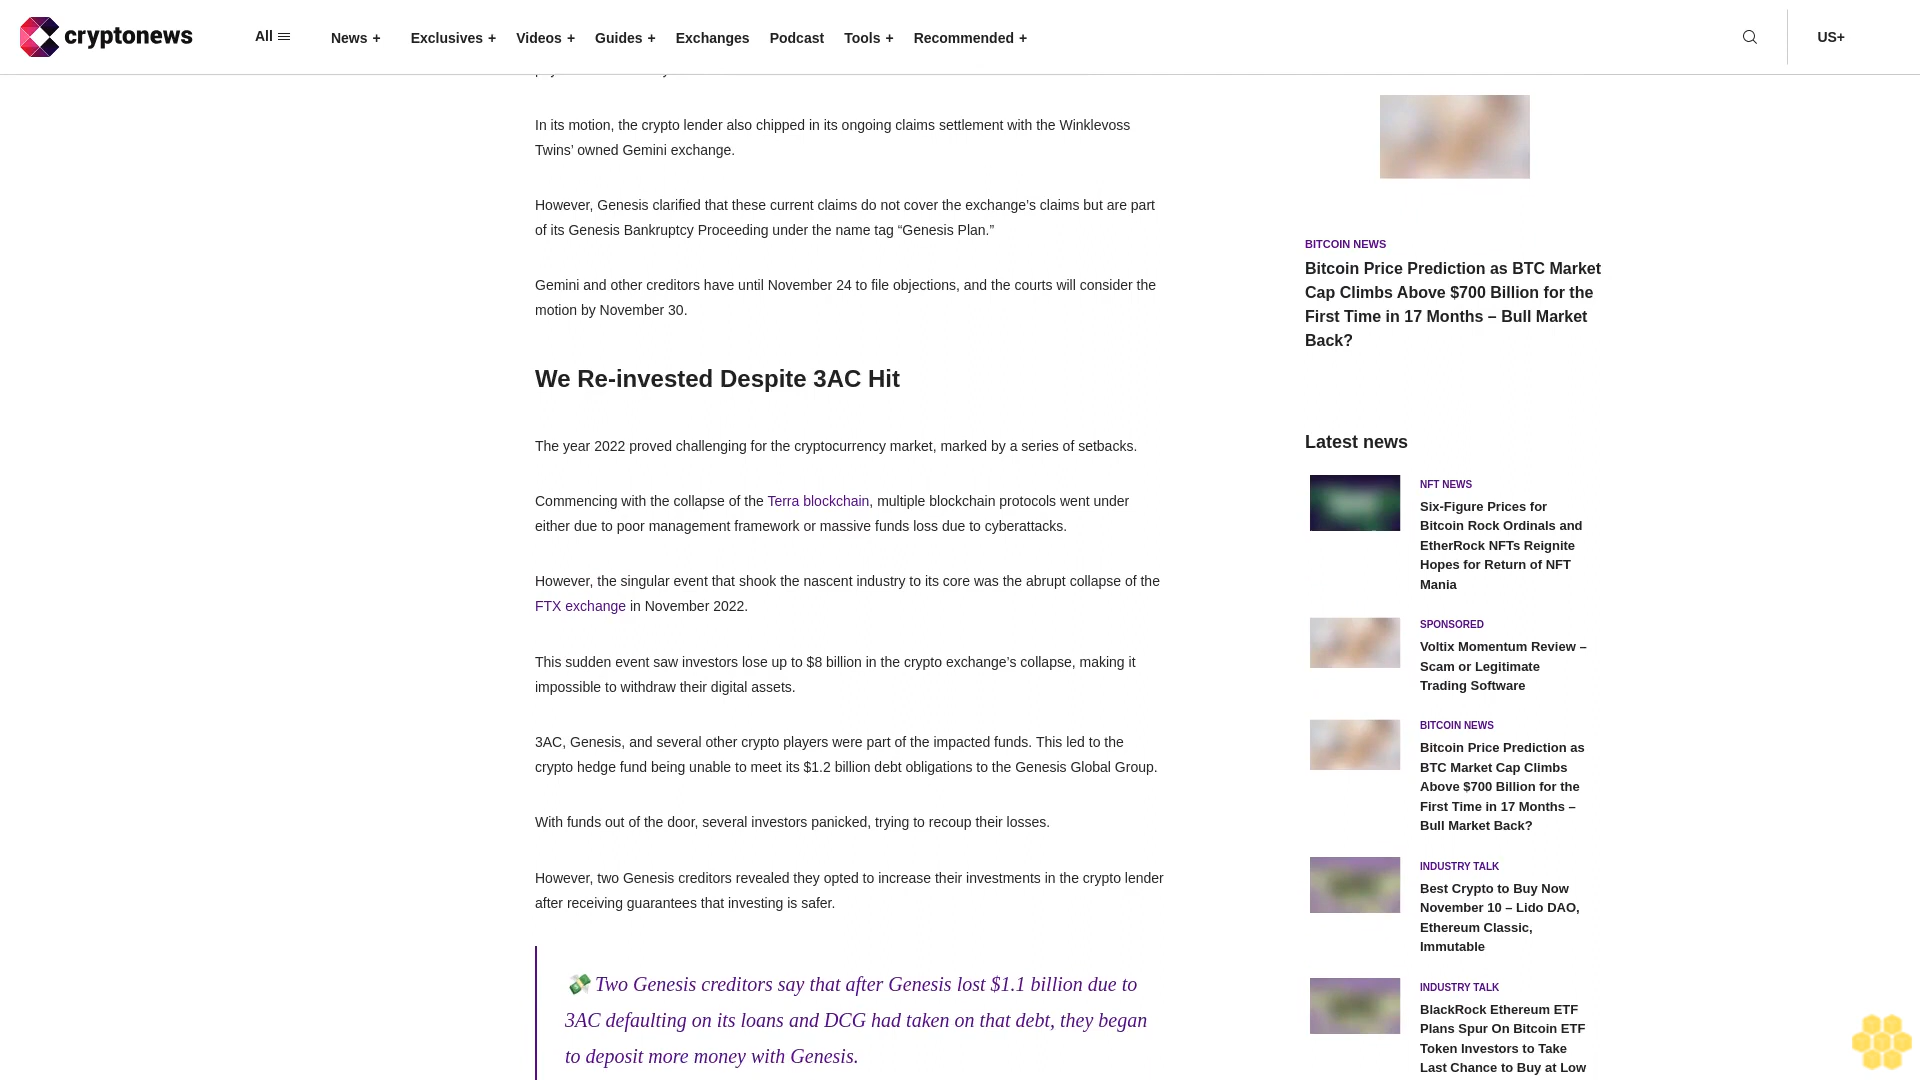 cryptonews
All
News +
Exclusives +
Videos +
Guides +
Exchanges
Podcast
Tools +
Recommended +
US+
In its motion, the crypto lender also chipped in its ongoing claims settlement with the Winklevoss
Twins’ owned Gemini exchange.
However, Genesis clarified that these current claims do not cover the exchange’s claims but are part
of its Genesis Bankruptcy Proceeding under the name tag “Genesis Plan.”
Gemini and other creditors have until November 24 to file objections, and the courts will consider the
motion by November 30.
We Re-invested Despite 3AC Hit
The year 2022 proved challenging for the cryptocurrency market, marked by a series of setbacks.
Commencing with the collapse of the Terra blockchain, multiple blockchain protocols went under
either due to poor management framework or massive funds loss due to cyberattacks.
However, the singular event that shook the nascent industry to its core was the abrupt collapse of the
FTX exchange in November 2022.
This sudden event saw investors lose up to $8 billion in the crypto exchange’s collapse, making it
impossible to withdraw their digital assets.
3AC, Genesis, and several other crypto players were part of the impacted funds. This led to the
crypto hedge fund being unable to meet its $1.2 billion debt obligations to the Genesis Global Group.
With funds out of the door, several investors panicked, trying to recoup their losses.
However, two Genesis creditors revealed they opted to increase their investments in the crypto lender
after receiving guarantees that investing is safer.
💸 Two Genesis creditors say that after Genesis lost $1.1 billion due to
3AC defaulting on its loans and DCG had taken on that debt, they began
to deposit more money with Genesis.
BITCOIN NEWS
Bitcoin Price Prediction as BTC Market
Cap Climbs Above $700 Billion for the
First Time in 17 Months – Bull Market
Back?
Latest news
NFT NEWS
Six-Figure Prices for
Bitcoin Rock Ordinals and
EtherRock NFTs Reignite
Hopes for Return of NFT
Mania
SPONSORED
Voltix Momentum Review –
Scam or Legitimate
Trading Software
BITCOIN NEWS
Bitcoin Price Prediction as
BTC Market Cap Climbs
Above $700 Billion for the
First Time in 17 Months –
Bull Market Back?
INDUSTRY TALK
Best Crypto to Buy Now
November 10 – Lido DAO,
Ethereum Classic,
Immutable
INDUSTRY TALK
BlackRock Ethereum ETF
Plans Spur On Bitcoin ETF
Token Investors to Take
Last Chance to Buy at Low